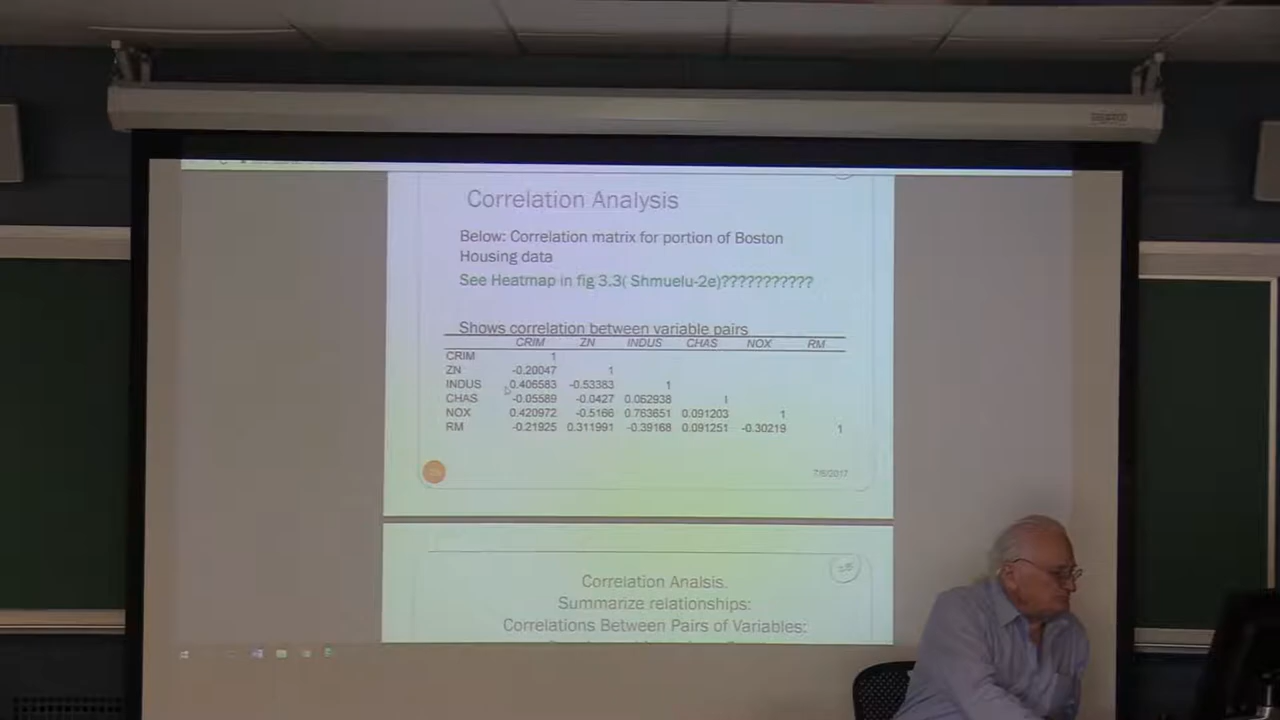 Correlation Analysis
Below: Correlation matrix for portion of Boston
Housing data
See Heatmap in fig 3.3( Shmuelu-2e)???????????
Shows correlation between variable pairs
CRIM ZN INDUS CHAS NOX RM
CRIM 1
ZN -0.20047 1
INDUS 0.406583 -0.53383 1
CHAS -0.05589 -0.0427 0.062938 1
NOX 0.420972 -0.5166 0.763651 0.091203 1
RM -0.21925 0.311991 -0.39168 0.091251 -0.30219 1
Correlation Analsis.
Summarize relationships:
Correlations Between Pairs of Variables: